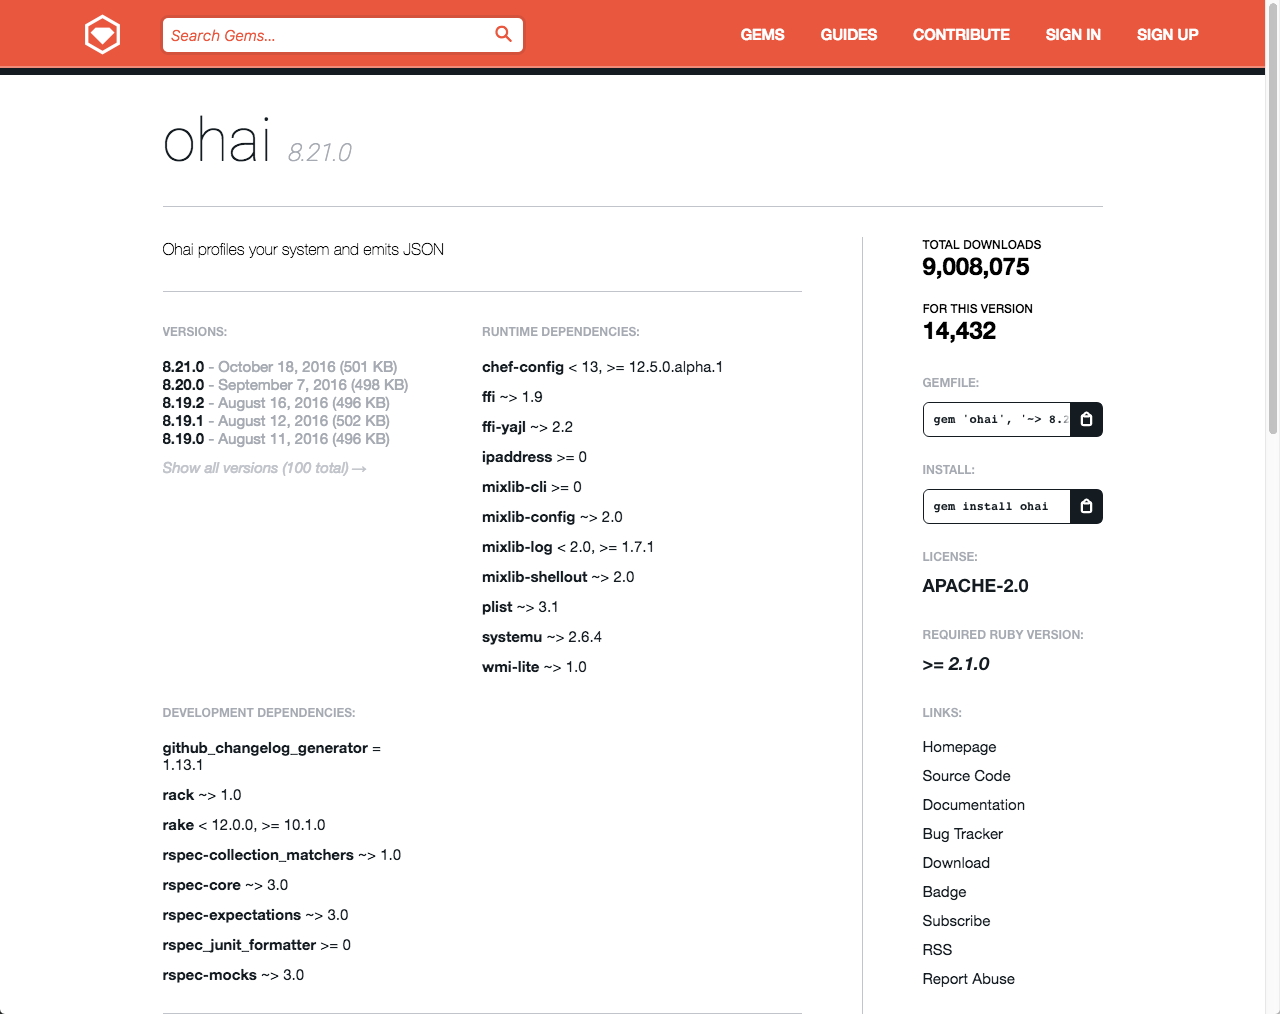 Search Gems...
GEMS
GUIDES
CONTRIBUTE
SIGN IN
SIGN UP
ohai 8.21.0
Ohai profiles your system and emits JSON
VERSIONS:
8.21.0 - October 18, 2016 (501 KB)
8.20.0 - September 7, 2016 (498 KB)
8.19.2 - August 16, 2016 (496 KB)
8.19.1 - August 12, 2016 (502 KB)
8.19.0 - August 11, 2016 (496 KB)
Show all versions (100 total) →
RUNTIME DEPENDENCIES:
chef-config < 13, >= 12.5.0.alpha.1
ffi ~> 1.9
ffi-yajl ~> 2.2
ipaddress >= 0
mixlib-cli >= 0
mixlib-config ~> 2.0
mixlib-log < 2.0, >= 1.7.1
mixlib-shellout ~> 2.0
plist ~> 3.1
systemu ~> 2.6.4
wmi-lite ~> 1.0
DEVELOPMENT DEPENDENCIES:
github_changelog_generator =
1.13.1
rack ~> 1.0
rake < 12.0.0, >= 10.1.0
rspec-collection_matchers ~> 1.0
rspec-core ~> 3.0
rspec-expectations ~> 3.0
rspec_junit_formatter >= 0
rspec-mocks ~> 3.0
TOTAL DOWNLOADS
9,008,075
FOR THIS VERSION
14,432
GEMFILE:
gem 'ohai', '~> 8.2
INSTALL:
gem install ohai
LICENSE:
APACHE-2.0
REQUIRED RUBY VERSION:
>= 2.1.0
LINKS:
Homepage
Source Code
Documentation
Bug Tracker
Download
Badge
Subscribe
RSS
Report Abuse